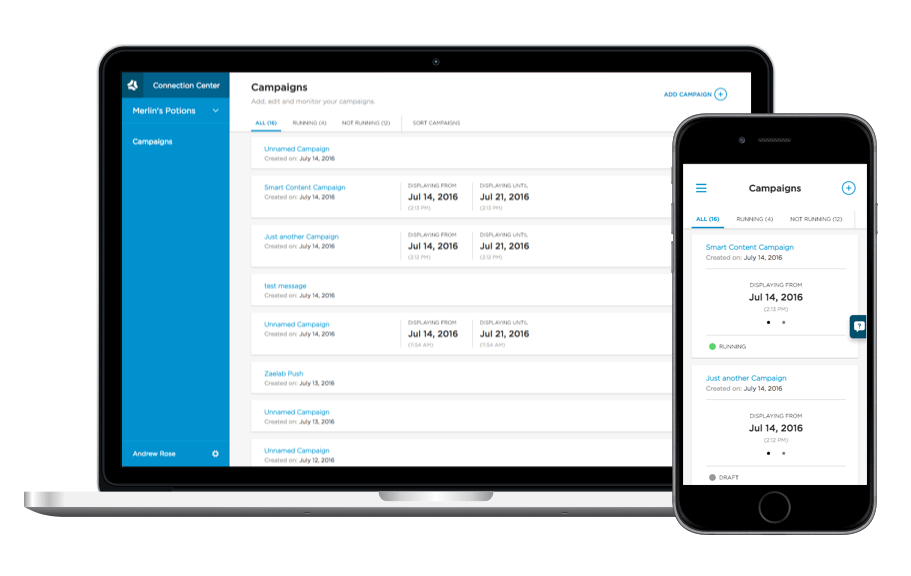 Connection Center
Merlin's Potions
Campaigns
Andrew Rose
Campaigns
Add, edit and monitor your campaigns.
ADD CAMPAIGN
ALL (16) RUNNING (4) NOT RUNNING (12) SORT CAMPAIGNS
Unnamed Campaign
Created on: July 14, 2016
Smart Content Campaign
Created on: July 14, 2016
DISPLAYING FROM
Jul 14, 2016
(2:13 PM)
DISPLAYING UNTIL
Jul 21, 2016
(2:13 PM)
Just another Campaign
Created on: July 14, 2016
DISPLAYING FROM
Jul 14, 2016
(2:12 PM)
DISPLAYING UNTIL
Jul 21, 2016
(2:12 PM)
test message
Created on: July 14, 2016
Unnamed Campaign
Created on: July 14, 2016
DISPLAYING FROM
Jul 14, 2016
(11:54 AM)
DISPLAYING UNTIL
Jul 21, 2016
(11:54 AM)
Zaelab Push
Created on: July 13, 2016
Unnamed Campaign
Created on: July 13, 2016
Unnamed Campaign
Created on: July 12, 2016
Campaigns
ALL (16) RUNNING (4) NOT RUNNING (12)
Smart Content Campaign
Created on: July 14, 2016
DISPLAYING FROM
Jul 14, 2016
(2:13 PM)
RUNNING
?
Just another Campaign
Created on: July 14, 2016
DISPLAYING FROM
Jul 14, 2016
(2:12 PM)
DRAFT